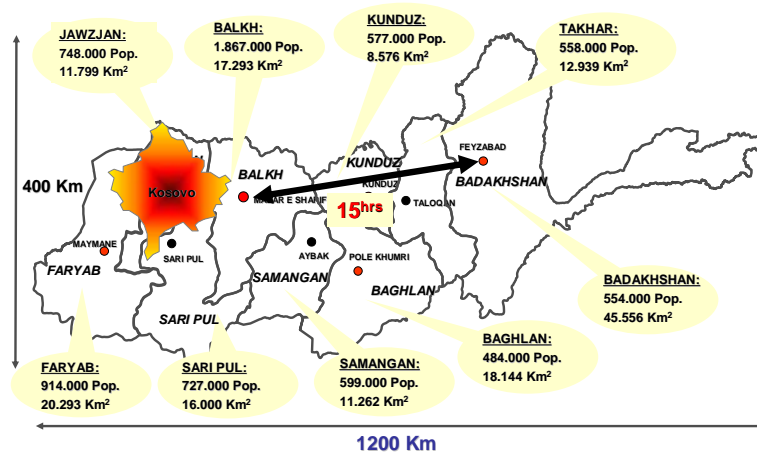 JAWZJAN:
748.000 Pop.
11.799 Km²
BALKH:
1.867.000 Pop.
17.293 Km²
KUNDUZ:
577.000 Pop.
8.576 Km²
TAKHAR:
558.000 Pop.
12.939 Km²
400 Km
Kosovo
BALKH
KUNDUZ
FEYZABAD
BADAKHSHAN
KUNDUZ
15hrs
TALOQAN
MAYMANE
FARYAB
SARI PUL
AYBAK
SAMANGAN
POLE KHUMRI
BAGHLAN
SARI PUL
BADAKHSHAN:
554.000 Pop.
45.556 Km²
BAGHLAN:
484.000 Pop.
18.144 Km²
FARYAB:
914.000 Pop.
20.293 Km²
SARI PUL:
727.000 Pop.
16.000 Km²
SAMANGAN:
599.000 Pop.
11.262 Km²
1200 Km